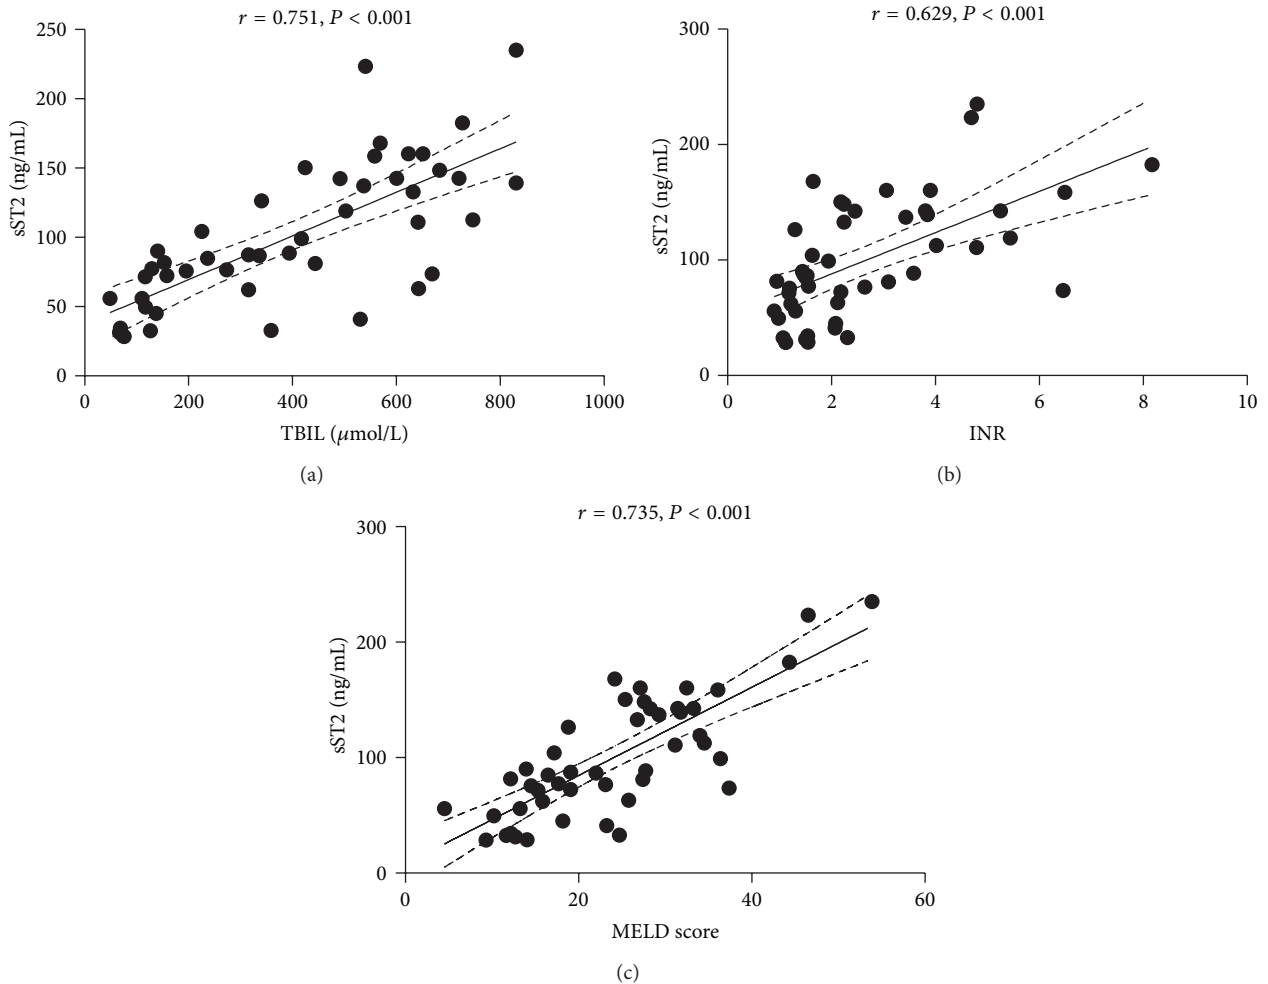 r = 0.751, P < 0.001
250
200
150
100
50
0
sST2 (ng/mL)
0 200 400 600 800 1000
TBIL (μmol/L)
(a)
r = 0.629, P < 0.001
300
200
100
0
sST2 (ng/mL)
0 2 4 6 8 10
INR
(b)
r = 0.735, P < 0.001
300
200
100
0
sST2 (ng/mL)
0 20 40 60
MELD score
(c)